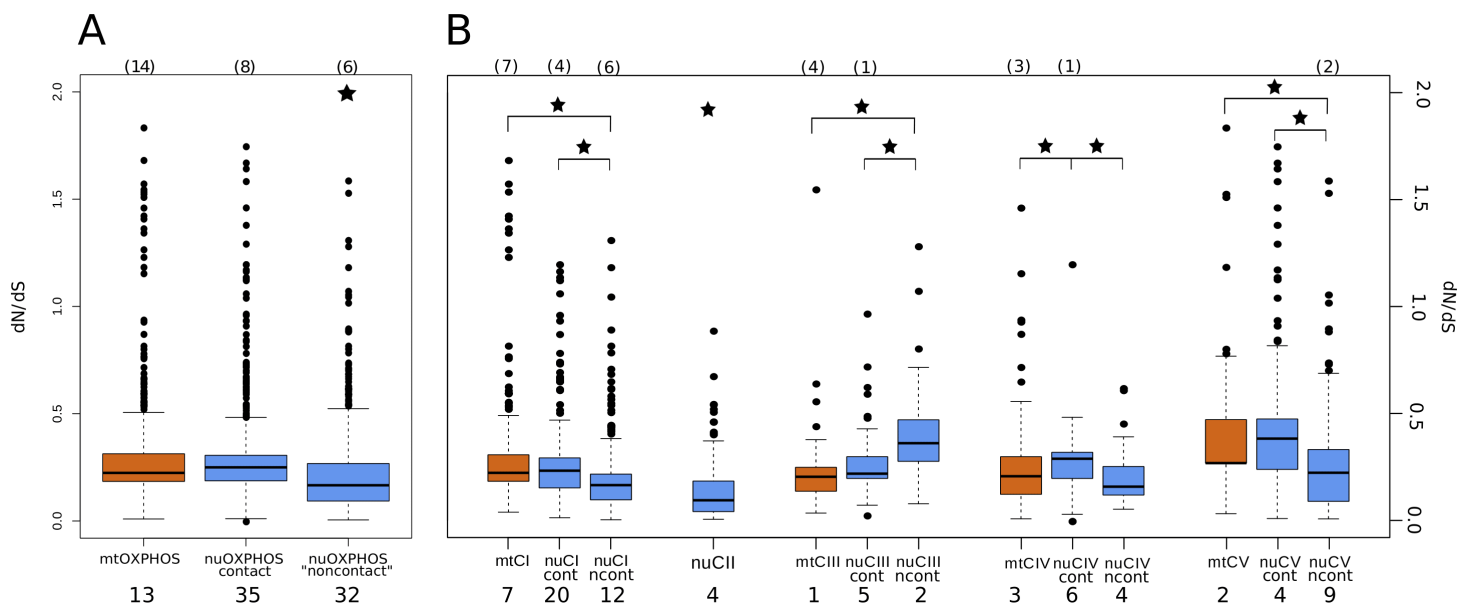 A
(14) (8) (6)
2.0
1.5
1.0
0.5
0.0
dN/dS
mtOXPHOS
nuOXPHOS
contact
nuOXPHOS
"noncontact"
13 35 32
B
(7) (4) (6) (4) (1) (3) (1) (2)
2.0
1.5
1.0
0.5
0.0
dN/dS
mtCI
nuCI
cont
nuCI
ncont
nuCII
mtCIII
nuCIII
cont
nuCIII
ncont
mtCIV
nuCIV
cont
nuCIV
ncont
mtCV
nuCV
cont
nuCV
ncont
7 20 12 4 1 5 2 3 6 4 2 4 9